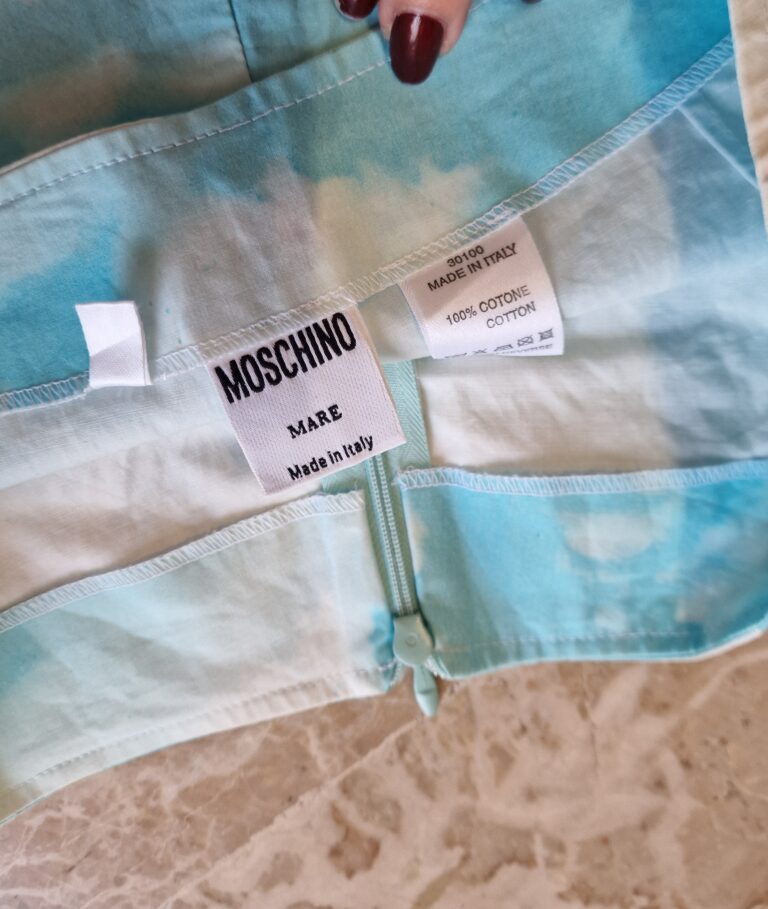 MOSCHINO
MARE
Made in Italy
30100
MADE IN ITALY
100% COTONE
COTTON